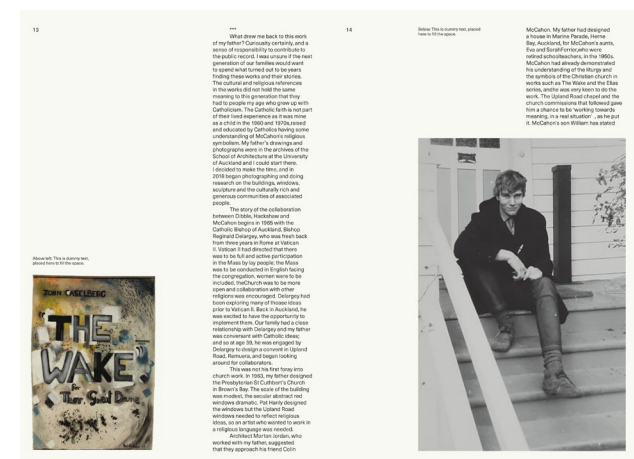 13
****
What drew me back to this work
of my father? Curiousity certainly, and a
sense of responsibility to contribute to
the public record. I was unsure if the next
generation of our families would want
to spend what turned out to be years
finding these works and their stories.
The cultural and religious references
in the works did not hold the same
meaning to this generation that they
had to people my age who grew up with
Catholicism. The Catholic faith is not part
of their lived experience as it was mine
as a child in the 1960 and 1970s,raised
and educated by Catholics having some
understanding of McCahon's religious
symbolism. My father's drawings and
photographs were in the archives of the
School of Architecture at the University
of Auckland and I could start there.
I decided to make the time, and in
2018 began photographing and doing
research on the buildings, windows,
sculpture and the culturally rich and
generous communities of associated
people.
The story of the collaboration
between Dibble, Hackshaw and
McCahon begins in 1965 with the
Catholic Bishop of Auckland, Bishop
Reginald Delargey, who was fresh back
from three years in Rome at Vatican
II. Vatican II had directed that there
was to be full and active participation
in the Mass by lay people; the Mass
was to be conducted in English facing
the congregation, women were to be
included, theChurch was to be more
open and collaboration with other
religions was encouraged. Delargey had
been exploring many of those ideas
prior to Vatican II. Back in Auckland, he
was excited to have the opportunity to
implement them. Our family had a close
relationship with Delargey and my father
was conversant with Catholic ideas;
and so at age 39, he was engaged by
Delargey to design a convent in Upland
Road, Remuera, and began looking
around for collaborators.
This was not his first foray into
church work. In 1963, my father designed
the Presbyterian St Cuthbert's Church
in Brown's Bay. The scale of the building
was modest, the secular abstract red
windows dramatic. Pat Hanly designed
the windows but the Upland Road
windows needed to reflect religious
ideas, so an artist who wanted to work in
a religious language was needed.
Architect Morton Jordan, who
worked with my father, suggested
that they approach his friend Colin
Above left: This is dummy text,
placed here to fill the space.
JOHN CASELBERG
"THE
WAKE"
for
Thor. Great Dane
14
Below: This is dummy text, placed
here to fill the space.
McCahon. My father had designed
a house in Marine Parade, Herne
Bay, Auckland, for McCahon's aunts,
Eva and SarahFerrior,who were
retired schoolteachers, in the 1950s.
McCahon had already demonstrated
his understanding of the liturgy and
the symbols of the Christian church in
works such as The Wake and the Elias
series, andhe was very keen to do the
work. The Upland Road chapel and the
church commissions that followed gave
him a chance to be 'working towards
meaning, in a real situation' , as he put
it. McCahon's son William has stated